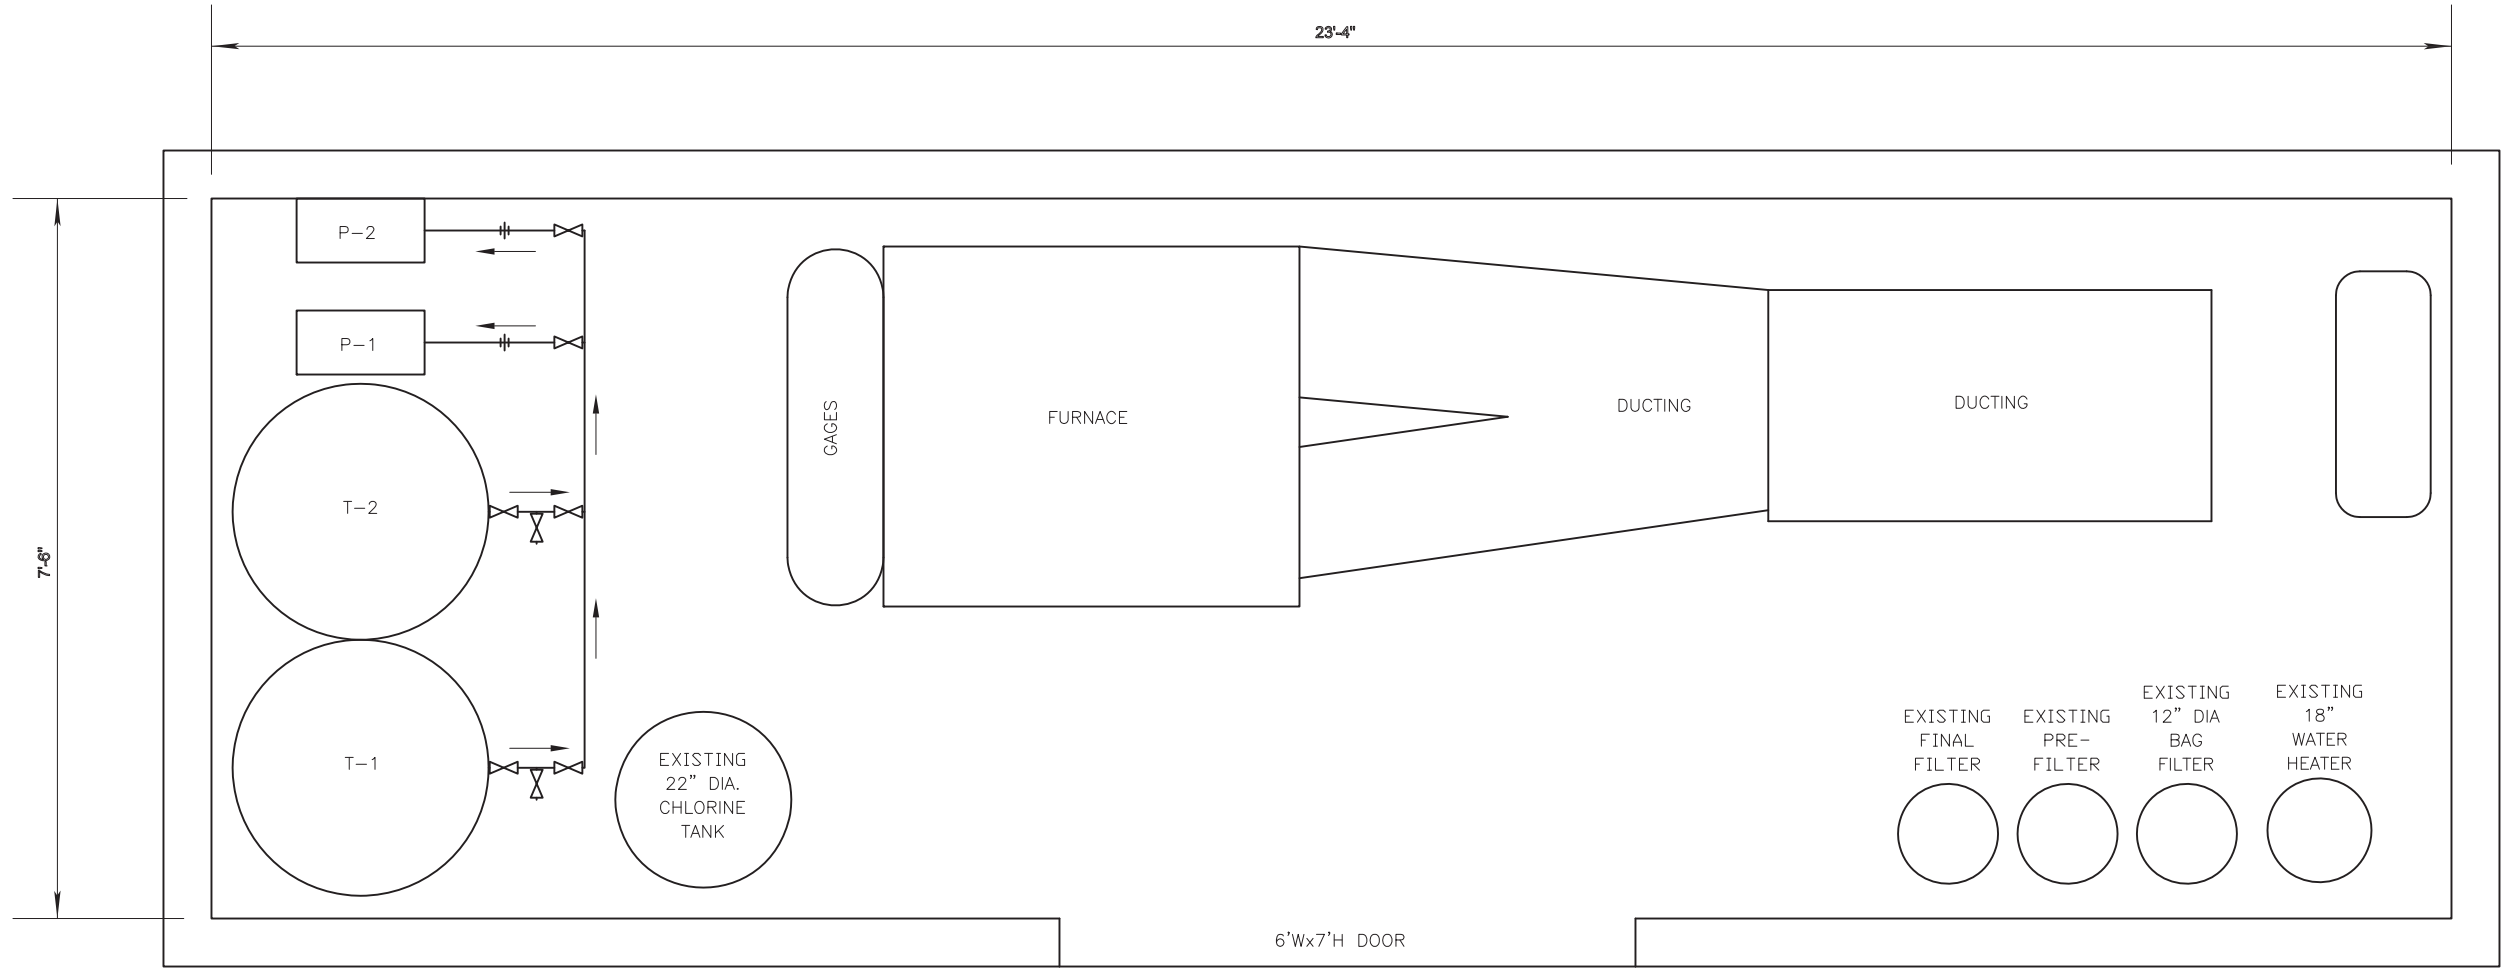 23'-4"
7'-6"
P-2
P-1
T-2
T-1
GAGES
FURNACE
DUCTING
DUCTING
EXISTING
22" DIA.
CHLORINE
TANK
EXISTING
FINAL
FILTER
EXISTING
PRE-
FILTER
EXISTING
12" DIA
BAG
FILTER
EXISTING
18"
WATER
HEATER
6'Wx7'H DOOR